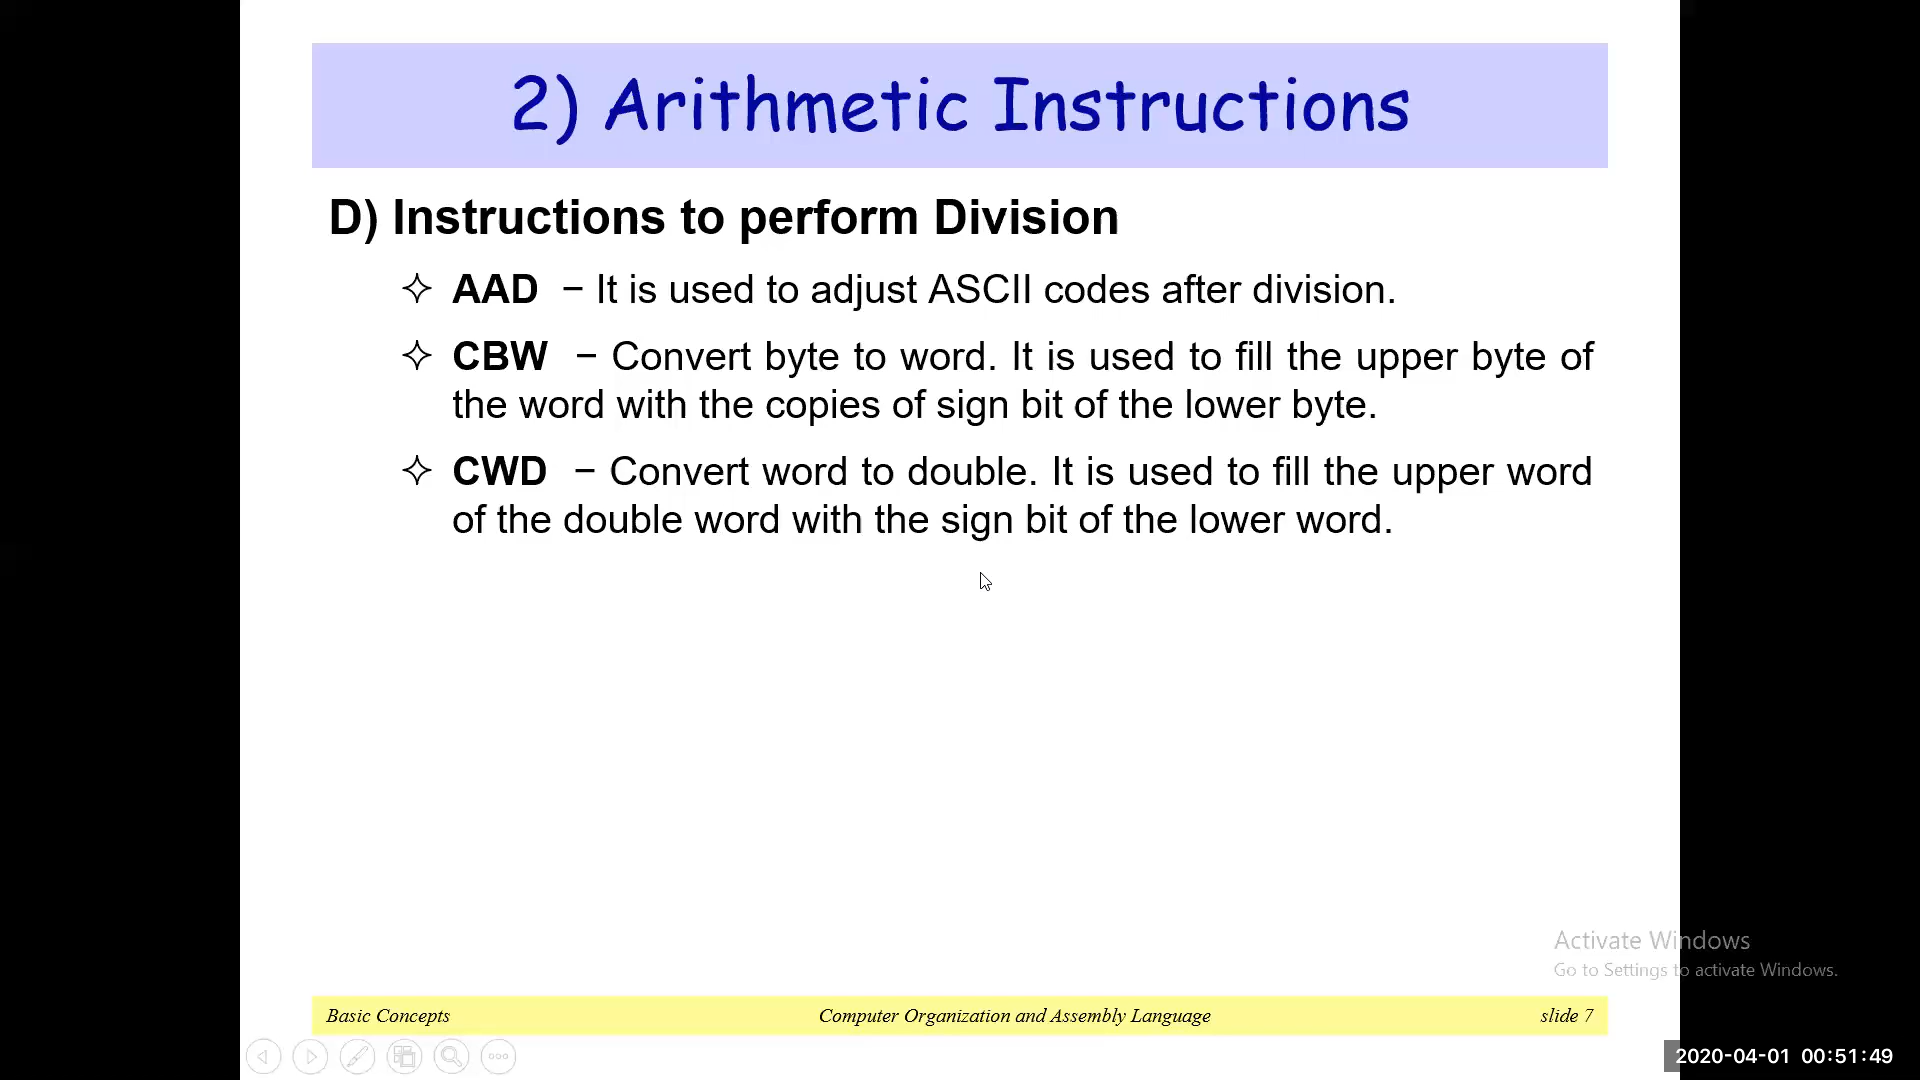 2) Arithmetic Instructions
D) Instructions to perform Division
AAD − It is used to adjust ASCII codes after division.
CBW − Convert byte to word. It is used to fill the upper byte of
the word with the copies of sign bit of the lower byte.
CWD − Convert word to double. It is used to fill the upper word
of the double word with the sign bit of the lower word.
Activate Windows
Go to Settings to activate Windows.
Basic Concepts Computer Organization and Assembly Language slide 7
2020-04-01 00:51:49